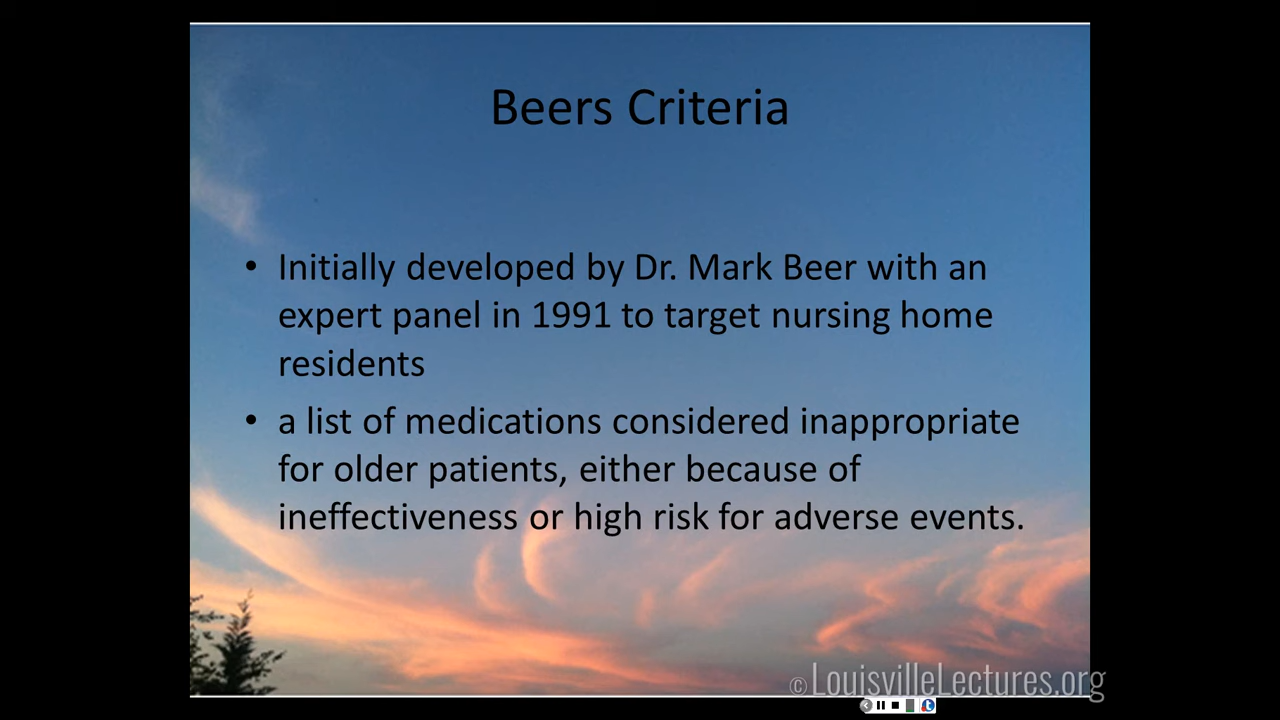 Beers Criteria
• Initially developed by Dr. Mark Beer with an
expert panel in 1991 to target nursing home
residents
• a list of medications considered inappropriate
for older patients, either because of
ineffectiveness or high risk for adverse events.
© LouisvilleLectures.org